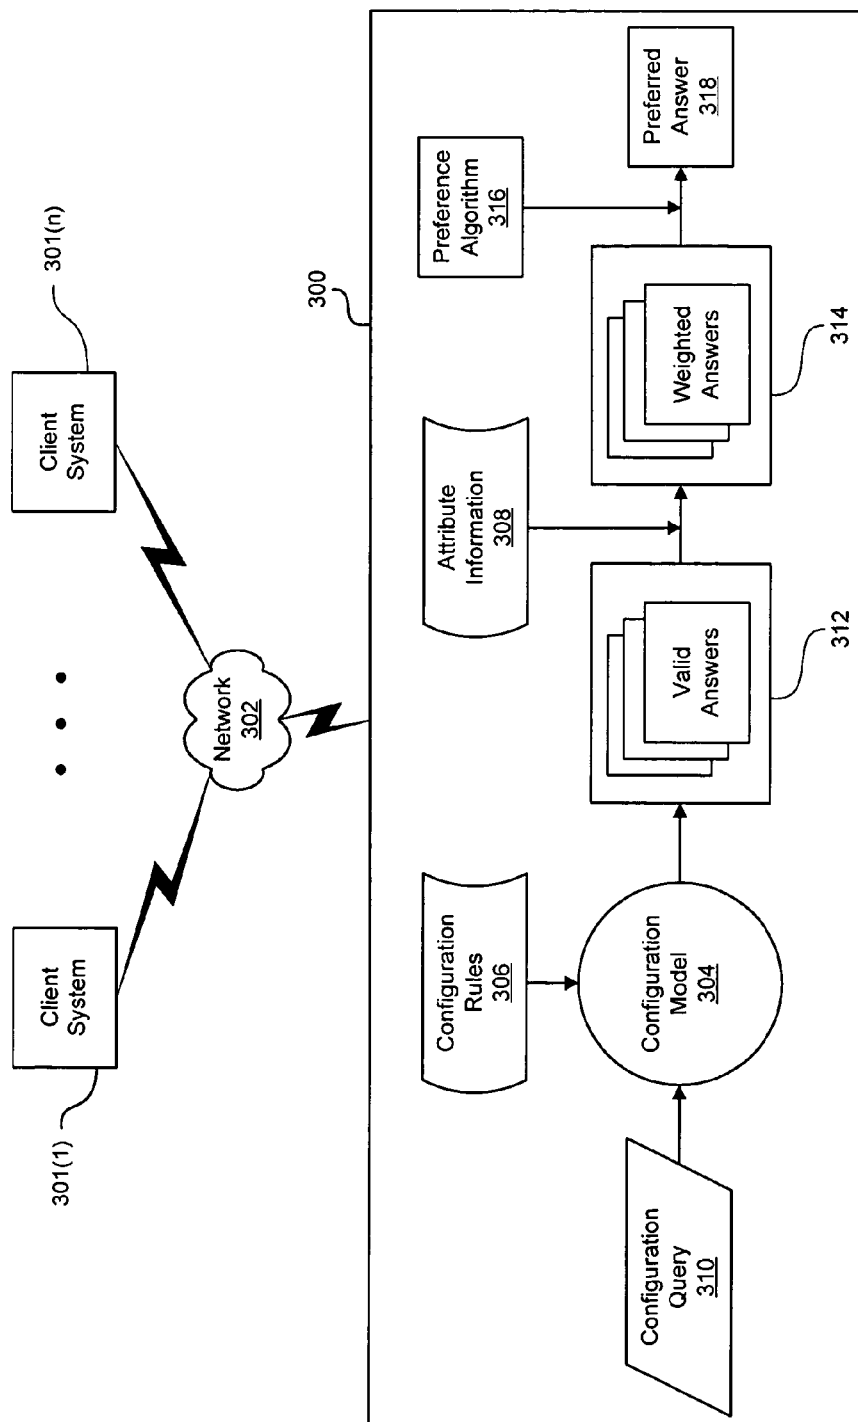 Client
System
301(1)
Client
System
301(n)
Network
302
300
Configuration
Query
310
Configuration
Rules
306
Configuration
Model
304
Valid
Answers
312
Attribute
Information
308
Weighted
Answers
314
Preference
Algorithm
316
Preferred
Answer
318